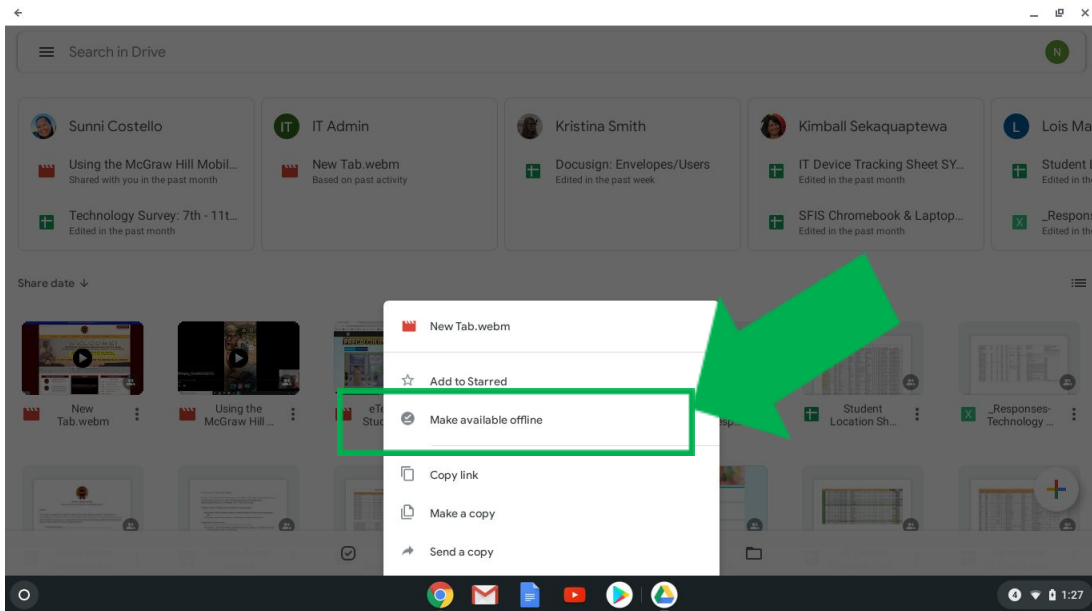 Search in Drive
N
Sunni Costello
Using the McGraw Hill Mobil...
Shared with you in the past month
Technology Survey: 7th - 11t...
Edited in the past month
IT
IT Admin
New Tab.webm
Based on past activity
Kristina Smith
Docusign: Envelopes/Users
Edited in the past week
Kimball Sekaquaptewa
IT Device Tracking Sheet SY...
Edited in the past month
SFIS Chromebook & Laptop...
Edited in the past month
L
Lois Ma
Student
Edited in th
_Respons
Edited in th
Share date
New
Tab.webm
Using the
McGraw Hill ...
Student
Location Sh...
X
_Responses-
Technology ...
New Tab.webm
Add to Starred
Make available offline
Copy link
Make a copy
Send a copy
4
1:27